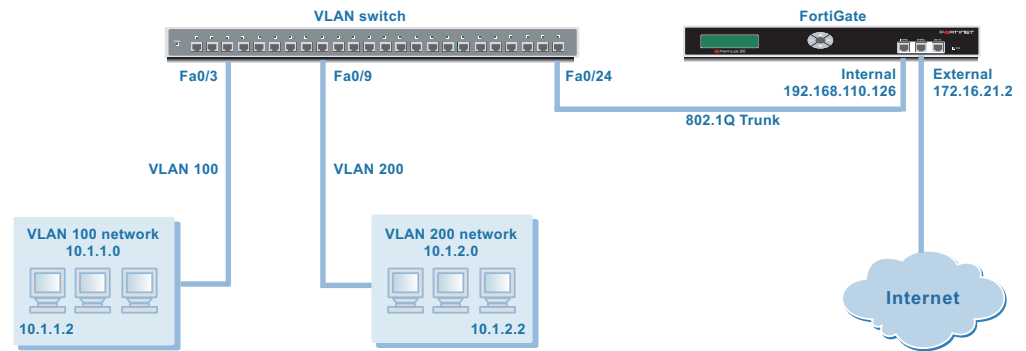 VLAN switch
FortiGate
FORTINET
Fa0/3
Fa0/9
Fa0/24
Internal
192.168.110.126
External
172.16.21.2
802.1Q Trunk
VLAN 100
VLAN 200
VLAN 100 network
10.1.1.0
10.1.1.2
VLAN 200 network
10.1.2.0
10.1.2.2
Internet